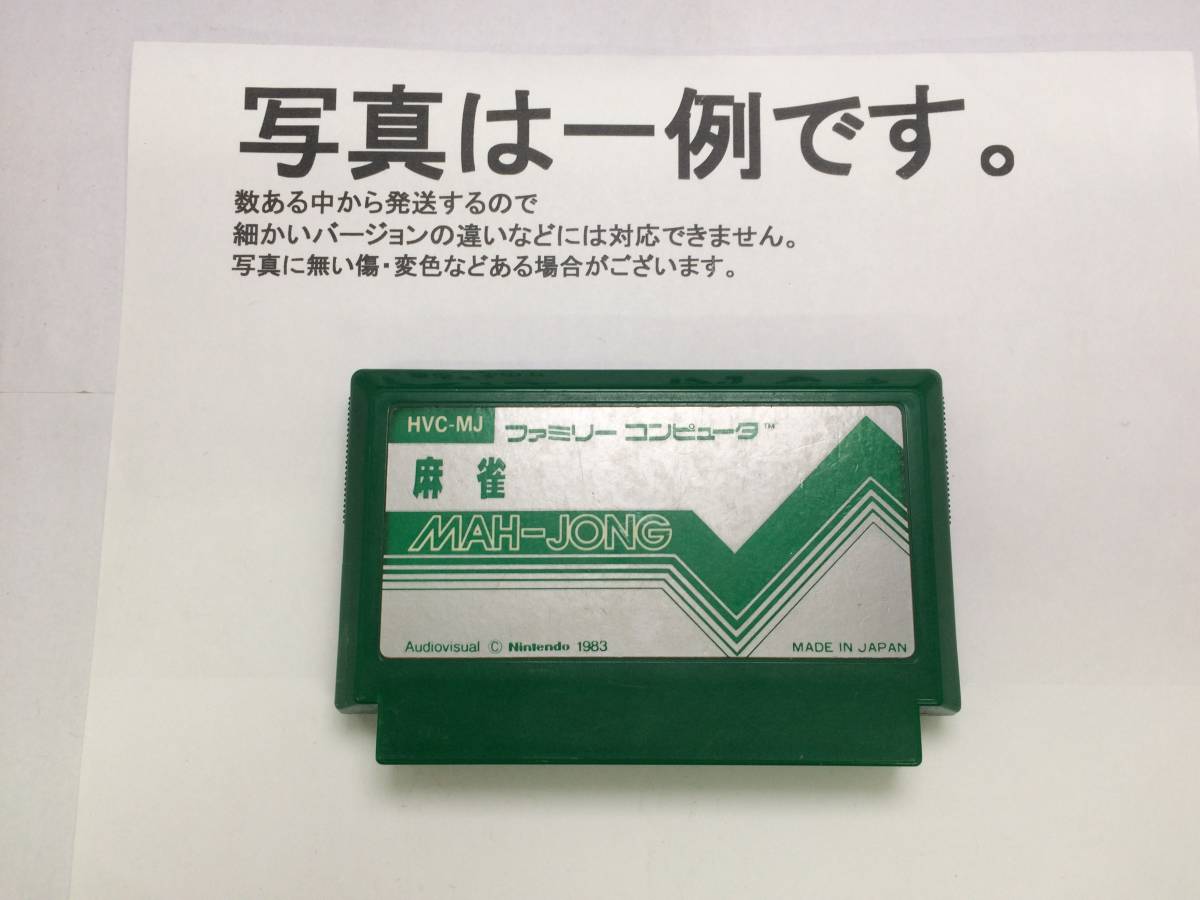 写真は一例です。
数ある中から発送するので
細かいバージョンの違いなどには対応できません。
写真に無い傷・変色などある場合がございます。
HVC-MJ
ファミリー コンピュータ™
麻雀
MAH-JONG
Audiovisual © Nintendo 1983
MADE IN JAPAN